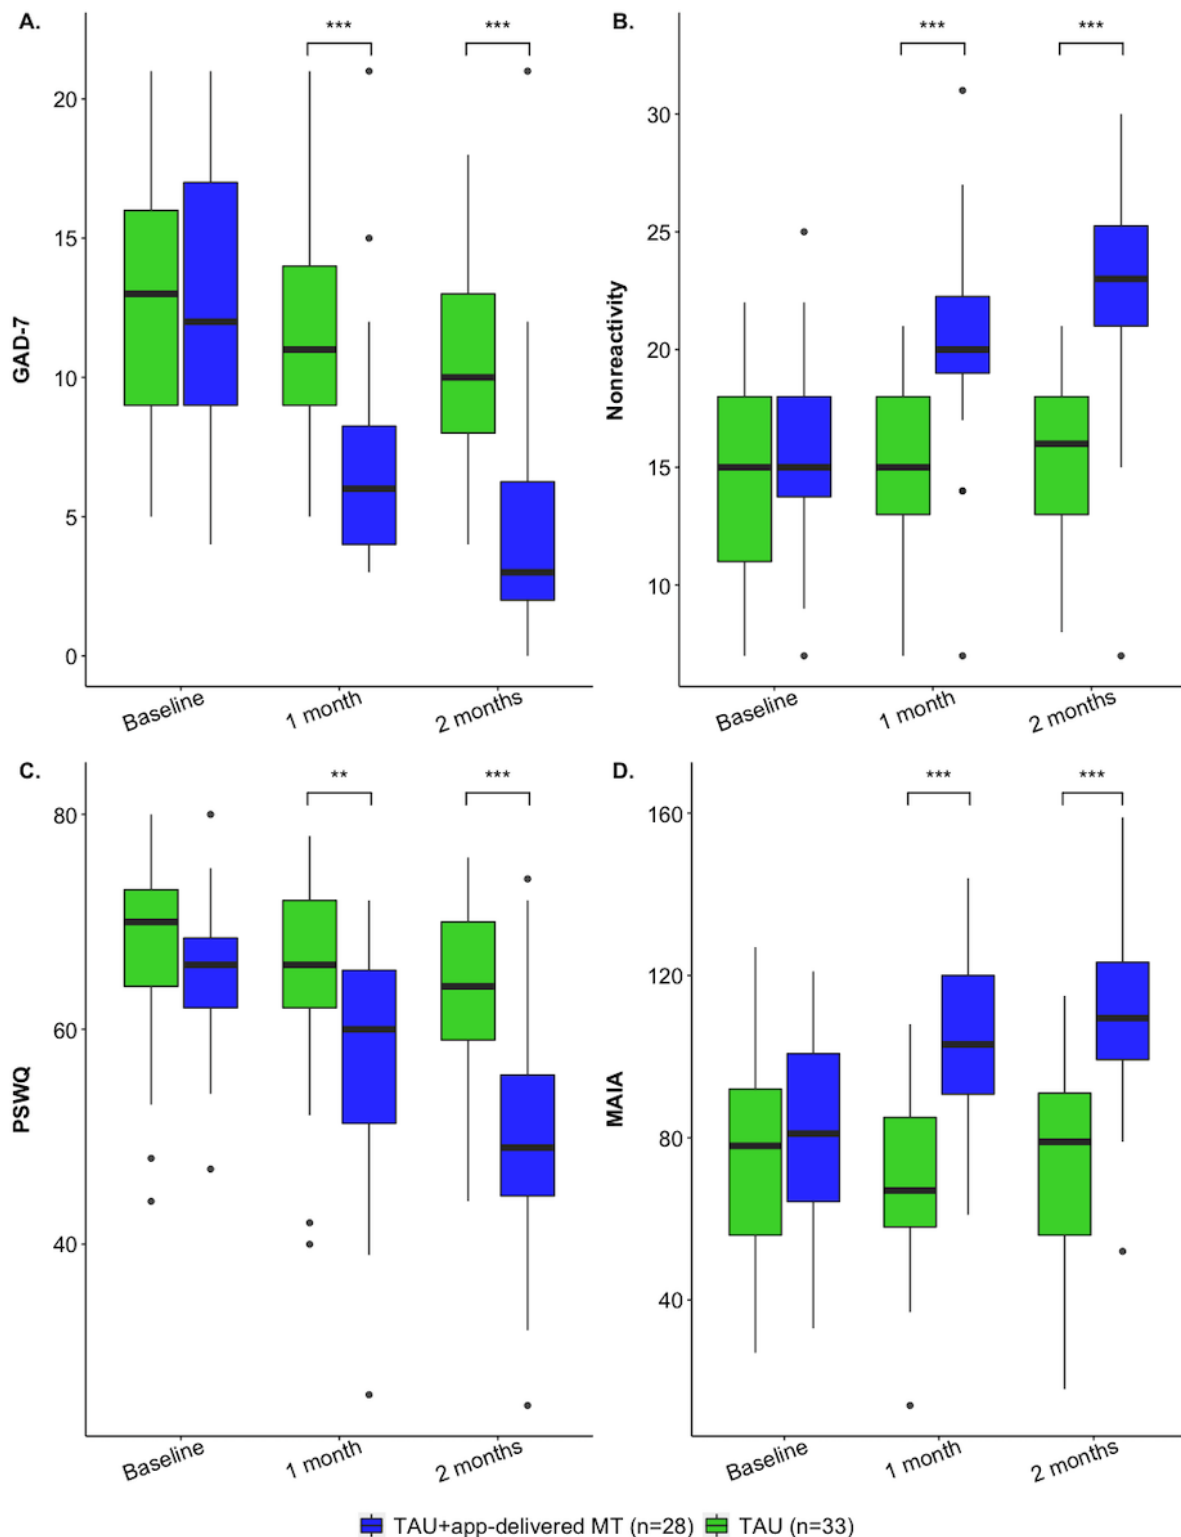 A.
*** ***
20
15
10
5
0
GAD-7
Baseline 1 month 2 months
B.
*** ***
30
25
20
15
10
Nonreactivity
Baseline 1 month 2 months
C.
** ***
80
60
40
PSWQ
Baseline 1 month 2 months
D.
*** ***
160
120
80
40
MAIA
Baseline 1 month 2 months
TAU+app-delivered MT (n=28) TAU (n=33)